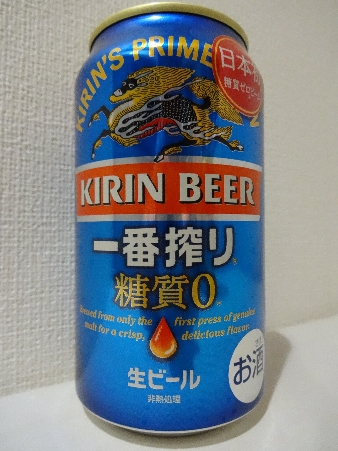 KIRIN'S PRIME
日本初
糖質ゼロ
KIRIN BEER
一番搾り
糖質0
Brewed from only the first press of genuine
malt for a crisp, delicious flavor.
生ビール
非熱処理
お酒